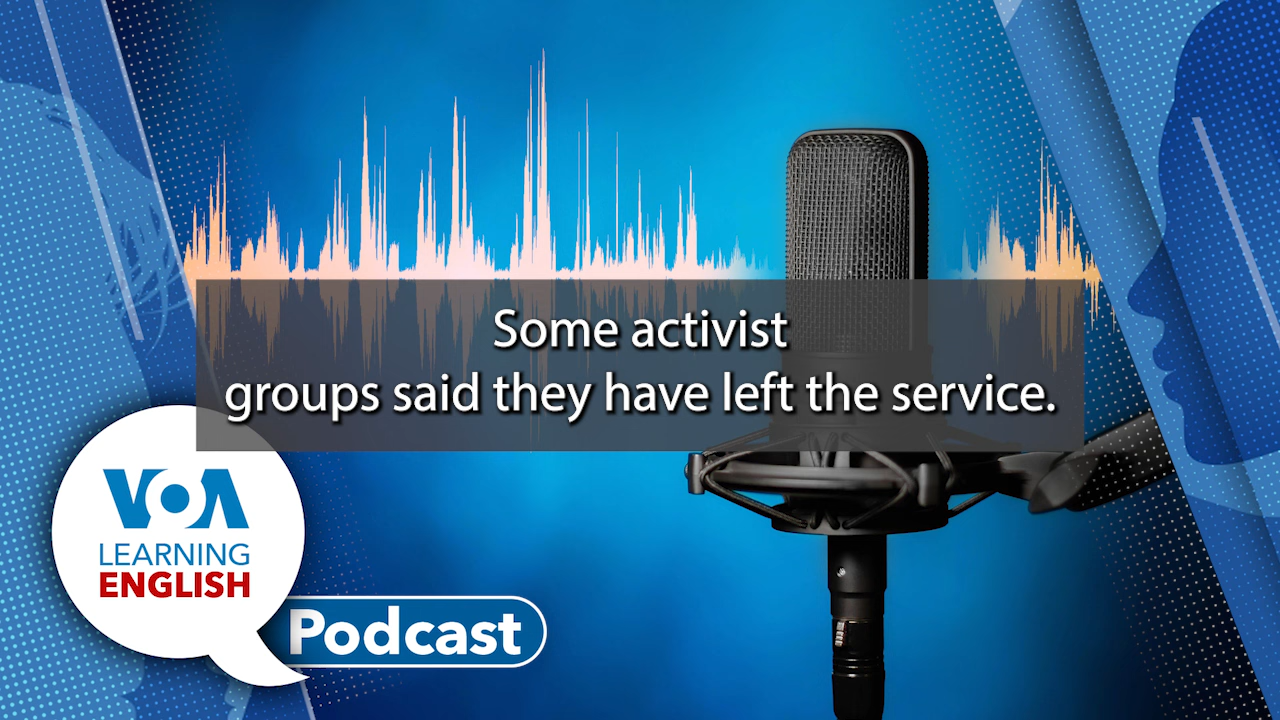 Some activist
groups said they have left the service.
VOA
LEARNING
ENGLISH
Podcast